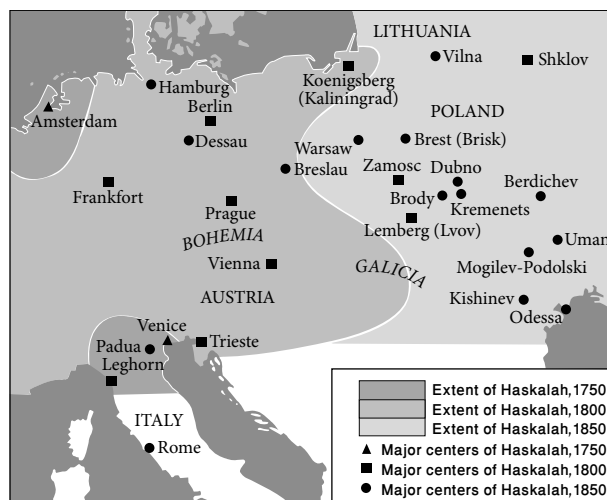 LITHUANIA
Vilna
Shklov
Koenigsberg
(Kaliningrad)
Hamburg
Berlin
Amsterdam
POLAND
Dessau
Warsaw
Brest (Brisk)
Breslau
Zamosc
Dubno
Berdichev
Frankfort
Brody
Kremenets
Prague
Lemberg (Lvov)
BOHEMIA
Uman
Vienna
GALICIA
Mogilev-Podolski
AUSTRIA
Kishinev
Odessa
Venice
Padua
Trieste
Leghorn
ITALY
Rome
Extent of Haskalah,1750
Extent of Haskalah,1800
Extent of Haskalah,1850
Major centers of Haskalah,1750
Major centers of Haskalah,1800
Major centers of Haskalah,1850